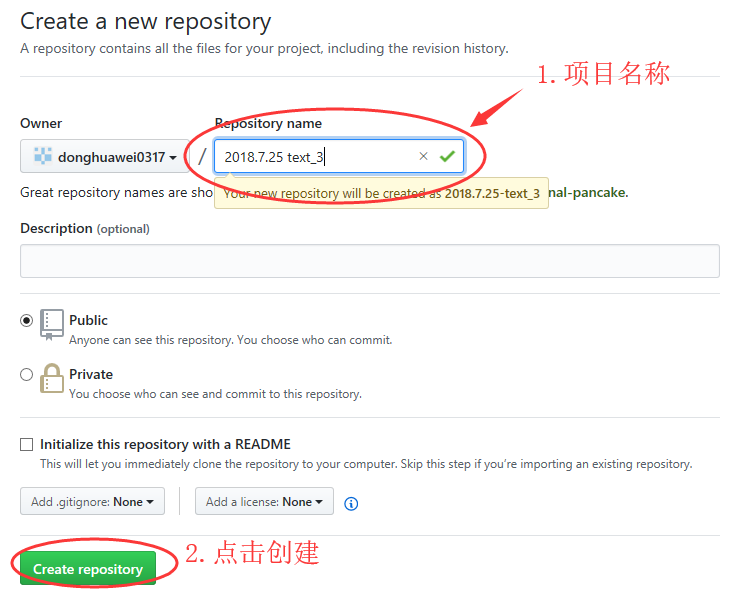 Create a new repository
A repository contains all the files for your project, including the revision history.
1. 项目名称
Owner
Repository name
donghuawei0317 / 2018.7.25 text_3
Great repository names are sho
Your new repository will be created as 2018.7.25-text_3
nal-pancake.
Description (optional)
Public
Anyone can see this repository. You choose who can commit.
Private
You choose who can see and commit to this repository.
Initialize this repository with a README
This will let you immediately clone the repository to your computer. Skip this step if you're importing an existing repository.
Add .gitignore: None
Add a license: None
2. 点击创建
Create repository